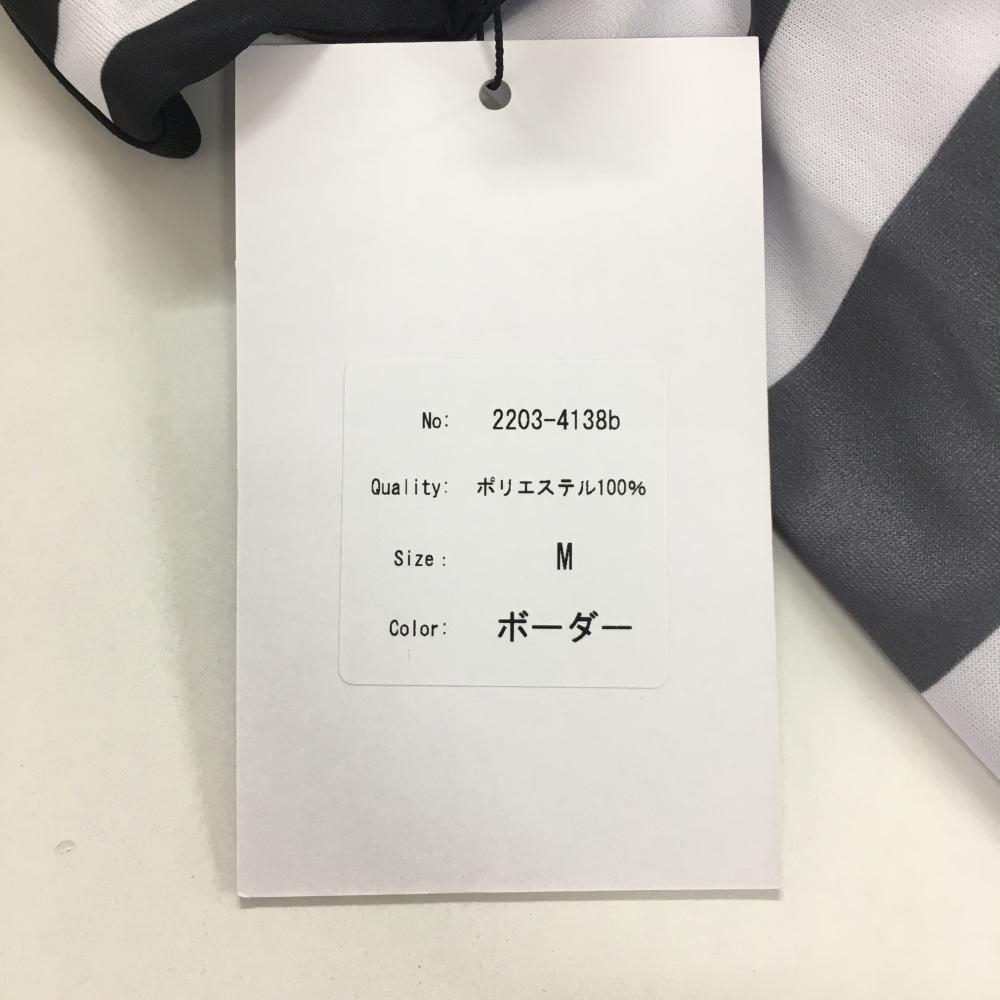 No: 2203-4138b
Quality: ポリエステル100%
Size: M
Color: ボーダー